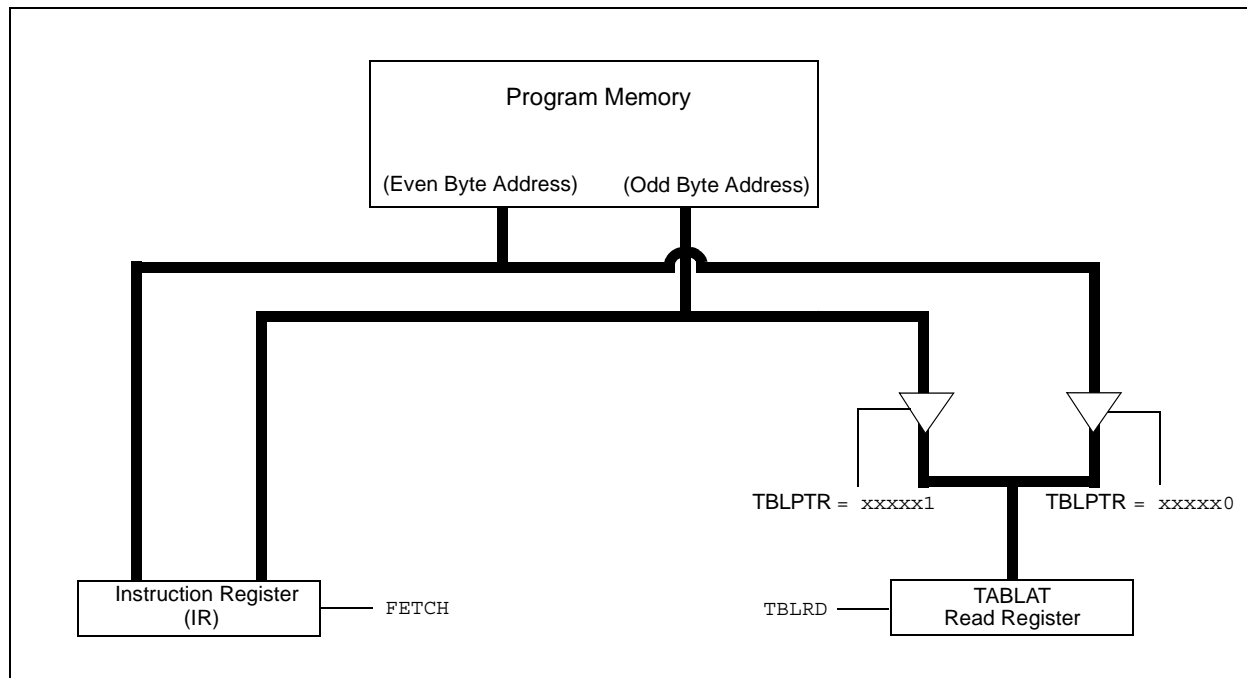 Program Memory
(Even Byte Address)
(Odd Byte Address)
TBLPTR = xxxxx1
TBLPTR = xxxxx0
Instruction Register
(IR)
FETCH
TBLRD
TABLAT
Read Register